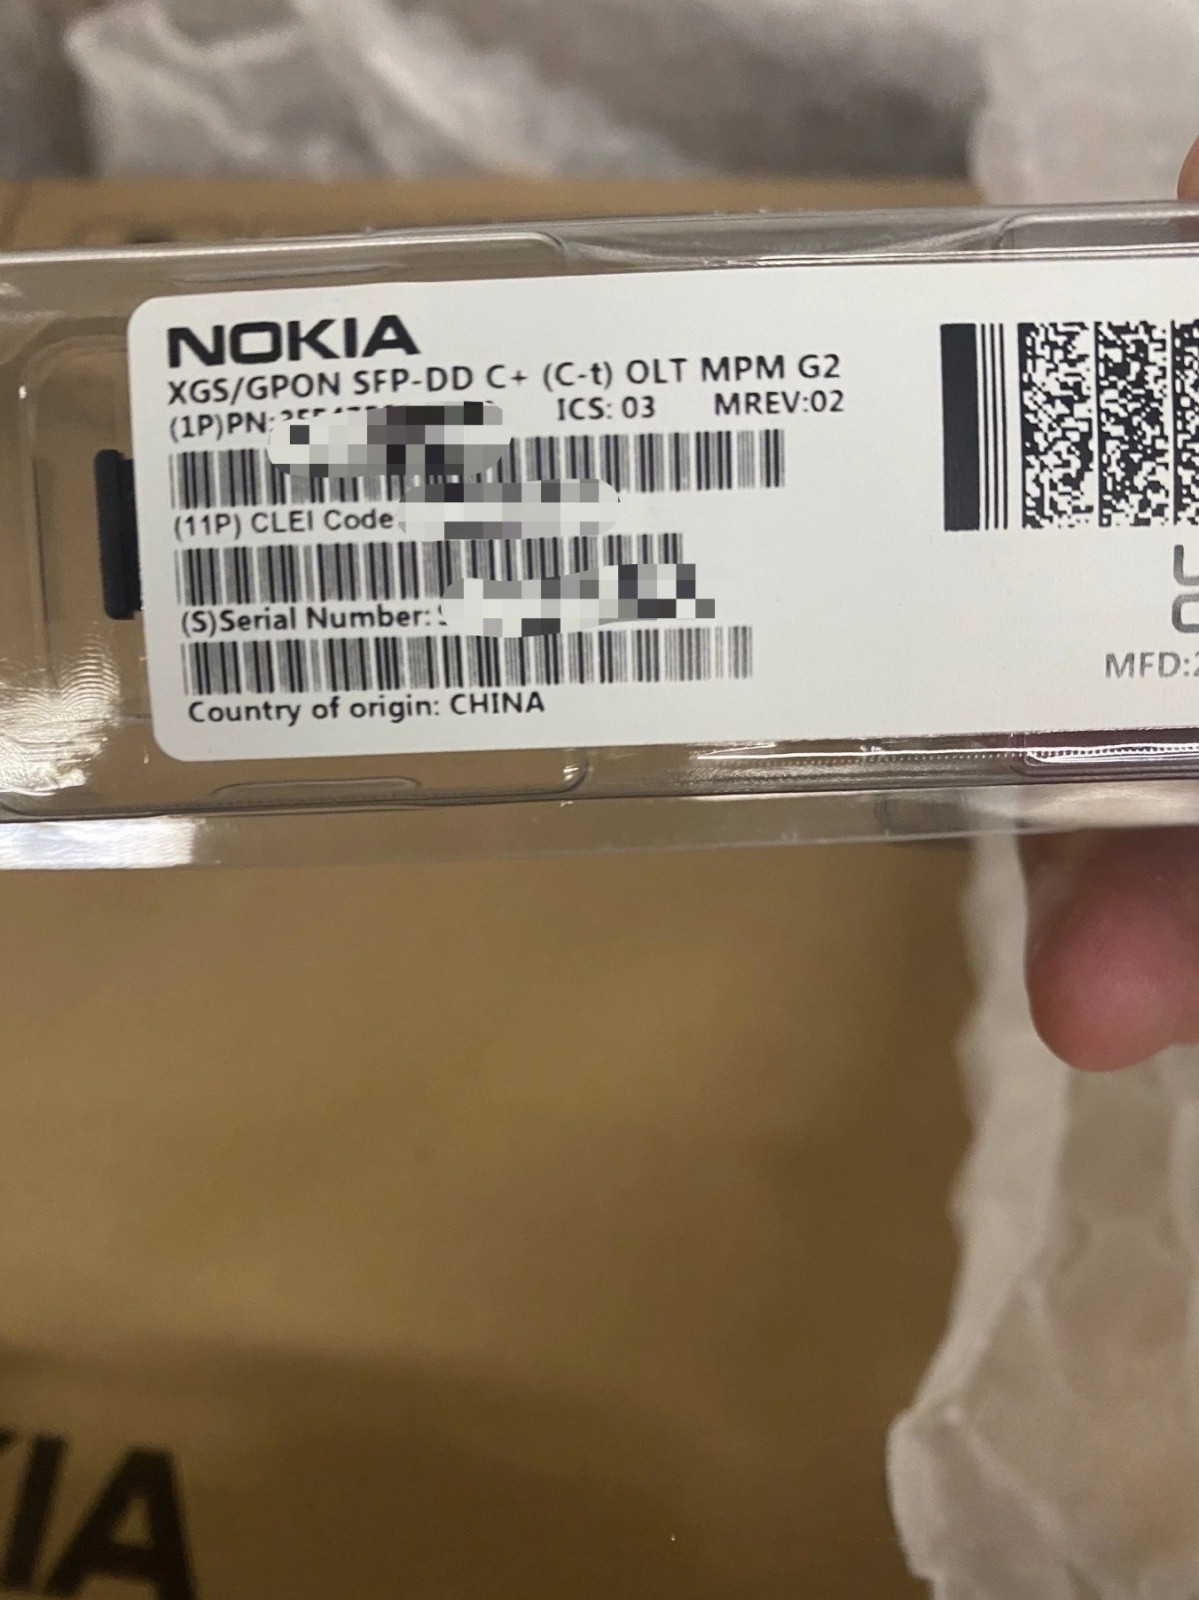 NOKIA
XGS/GPON SFP-DD C+ (C-t) OLT MPM G2
(1P)PN: ICS: 03 MREV:02
(11P) CLEI Code
(S)Serial Number:
Country of origin: CHINA
MFD: